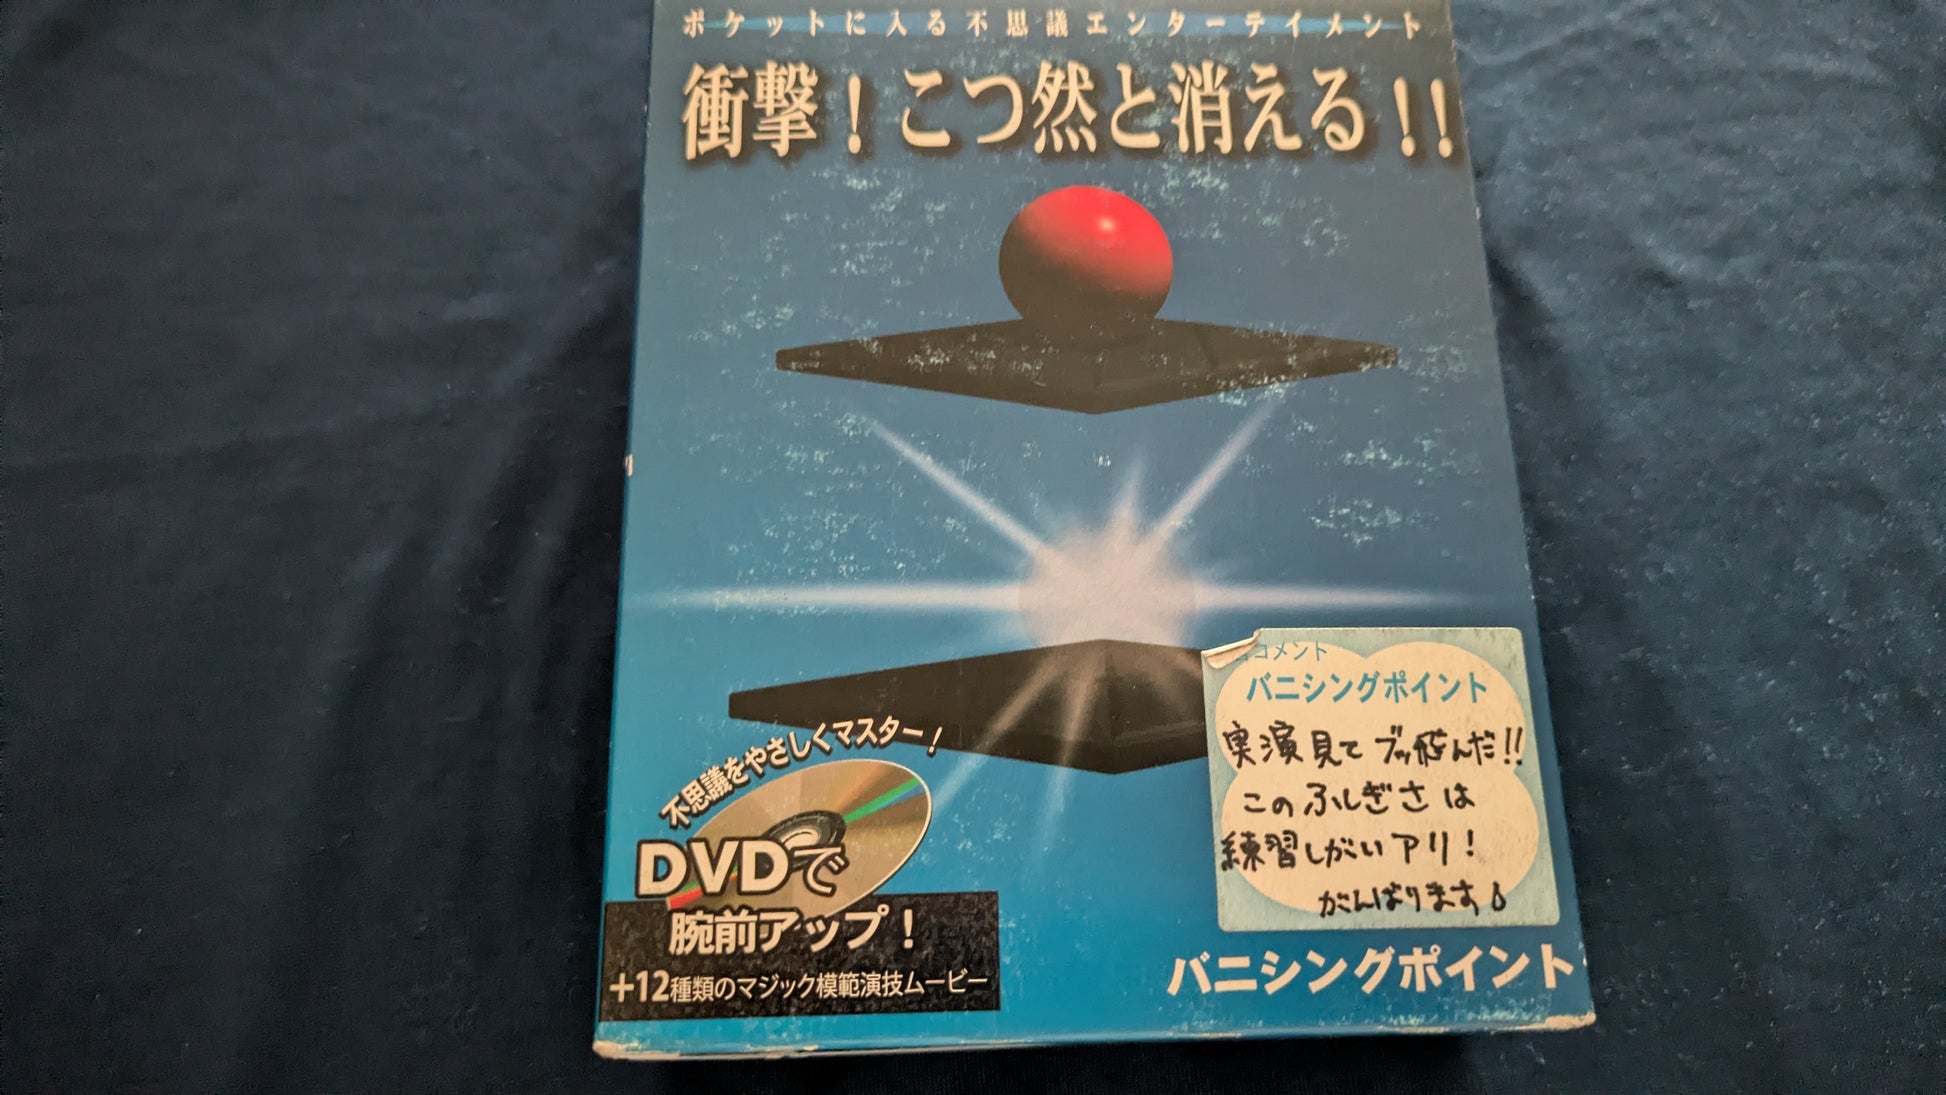 ポケットに入る不思議エンターテイメント
衝撃！こつ然と消える！！
不思議をやさしくマスター！
DVDで
腕前アップ！
+12種類のマジック模範演技ムービー
コメント
バニシングポイント
実演見てブッ飛んだ!!
このふしぎさは
練習しがいアリ！
がんばります
バニシングポイント